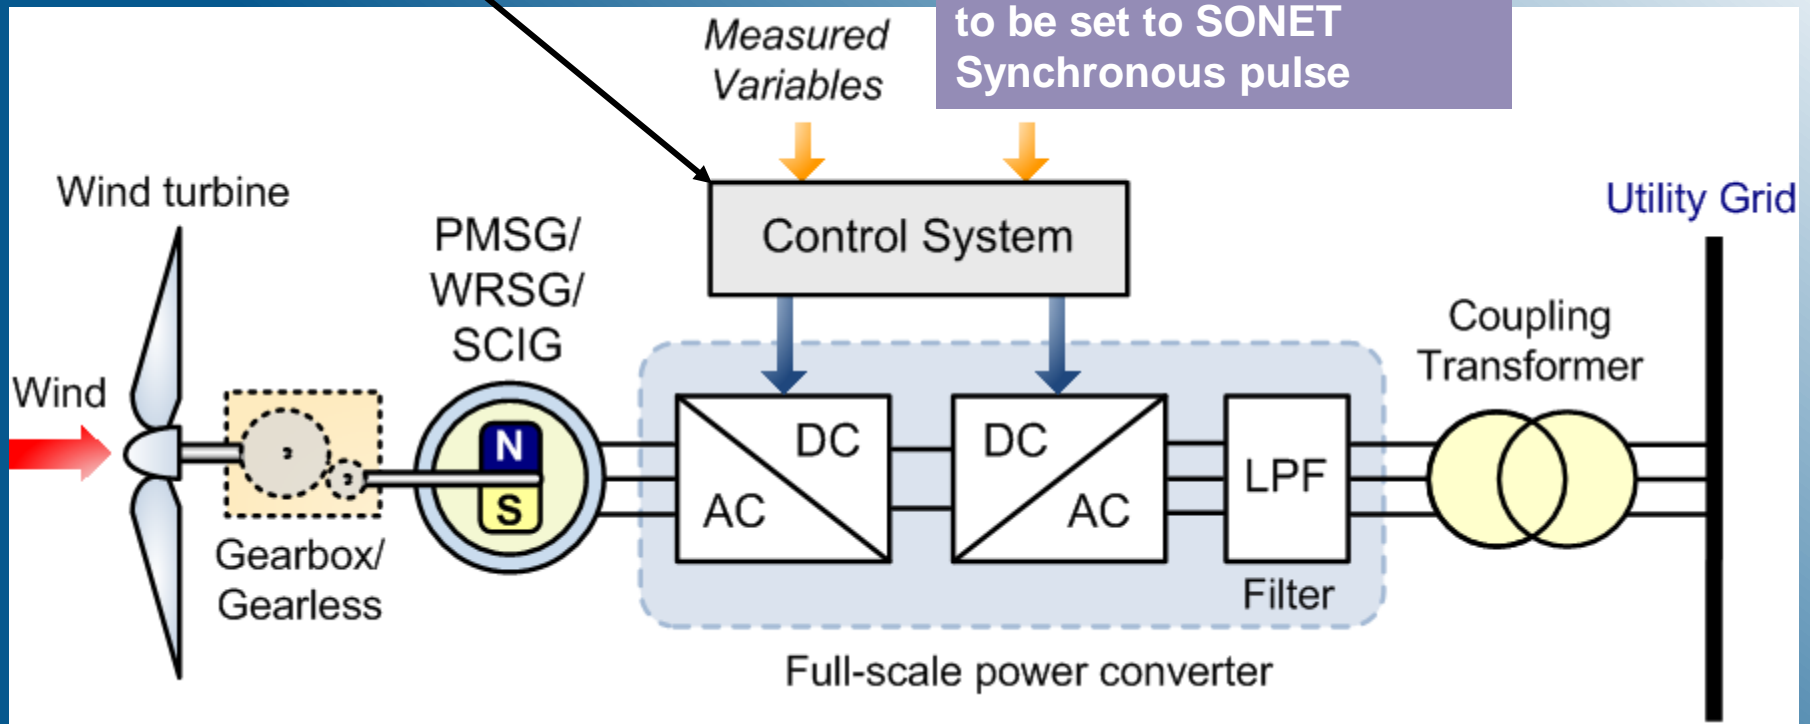 to be set to SONET
Synchronous pulse
Measured
Variables
Wind turbine
Control System
Utility Grid
PMSG/
WRSG/
SCIG
Coupling
Transformer
Wind
N
S
DC
AC
DC
AC
LPF
Gearbox/
Gearless
Filter
Full-scale power converter